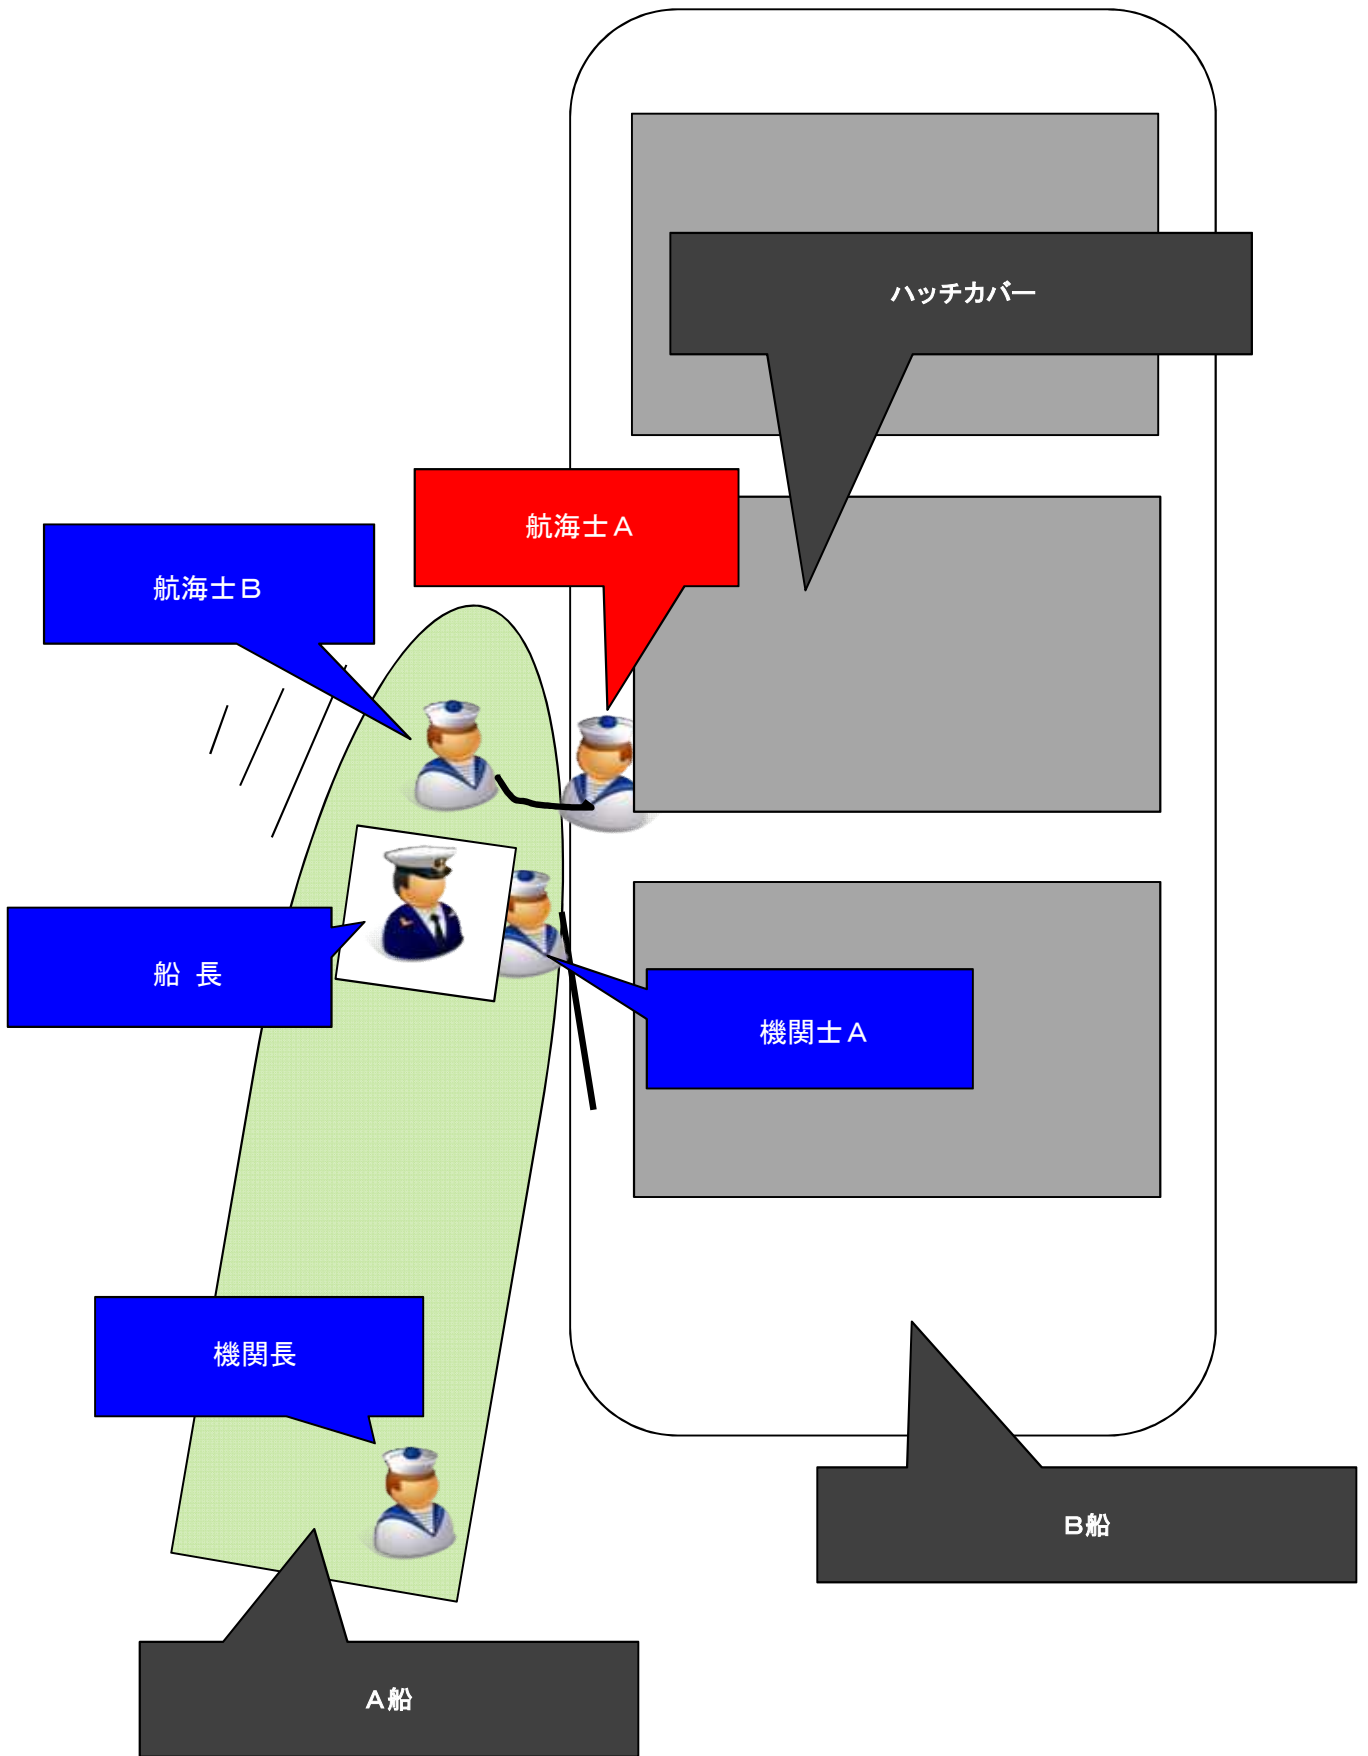 ハッチカバー
航海士Ａ
航海士Ｂ
船 長
機関士Ａ
機関長
Ｂ船
Ａ船